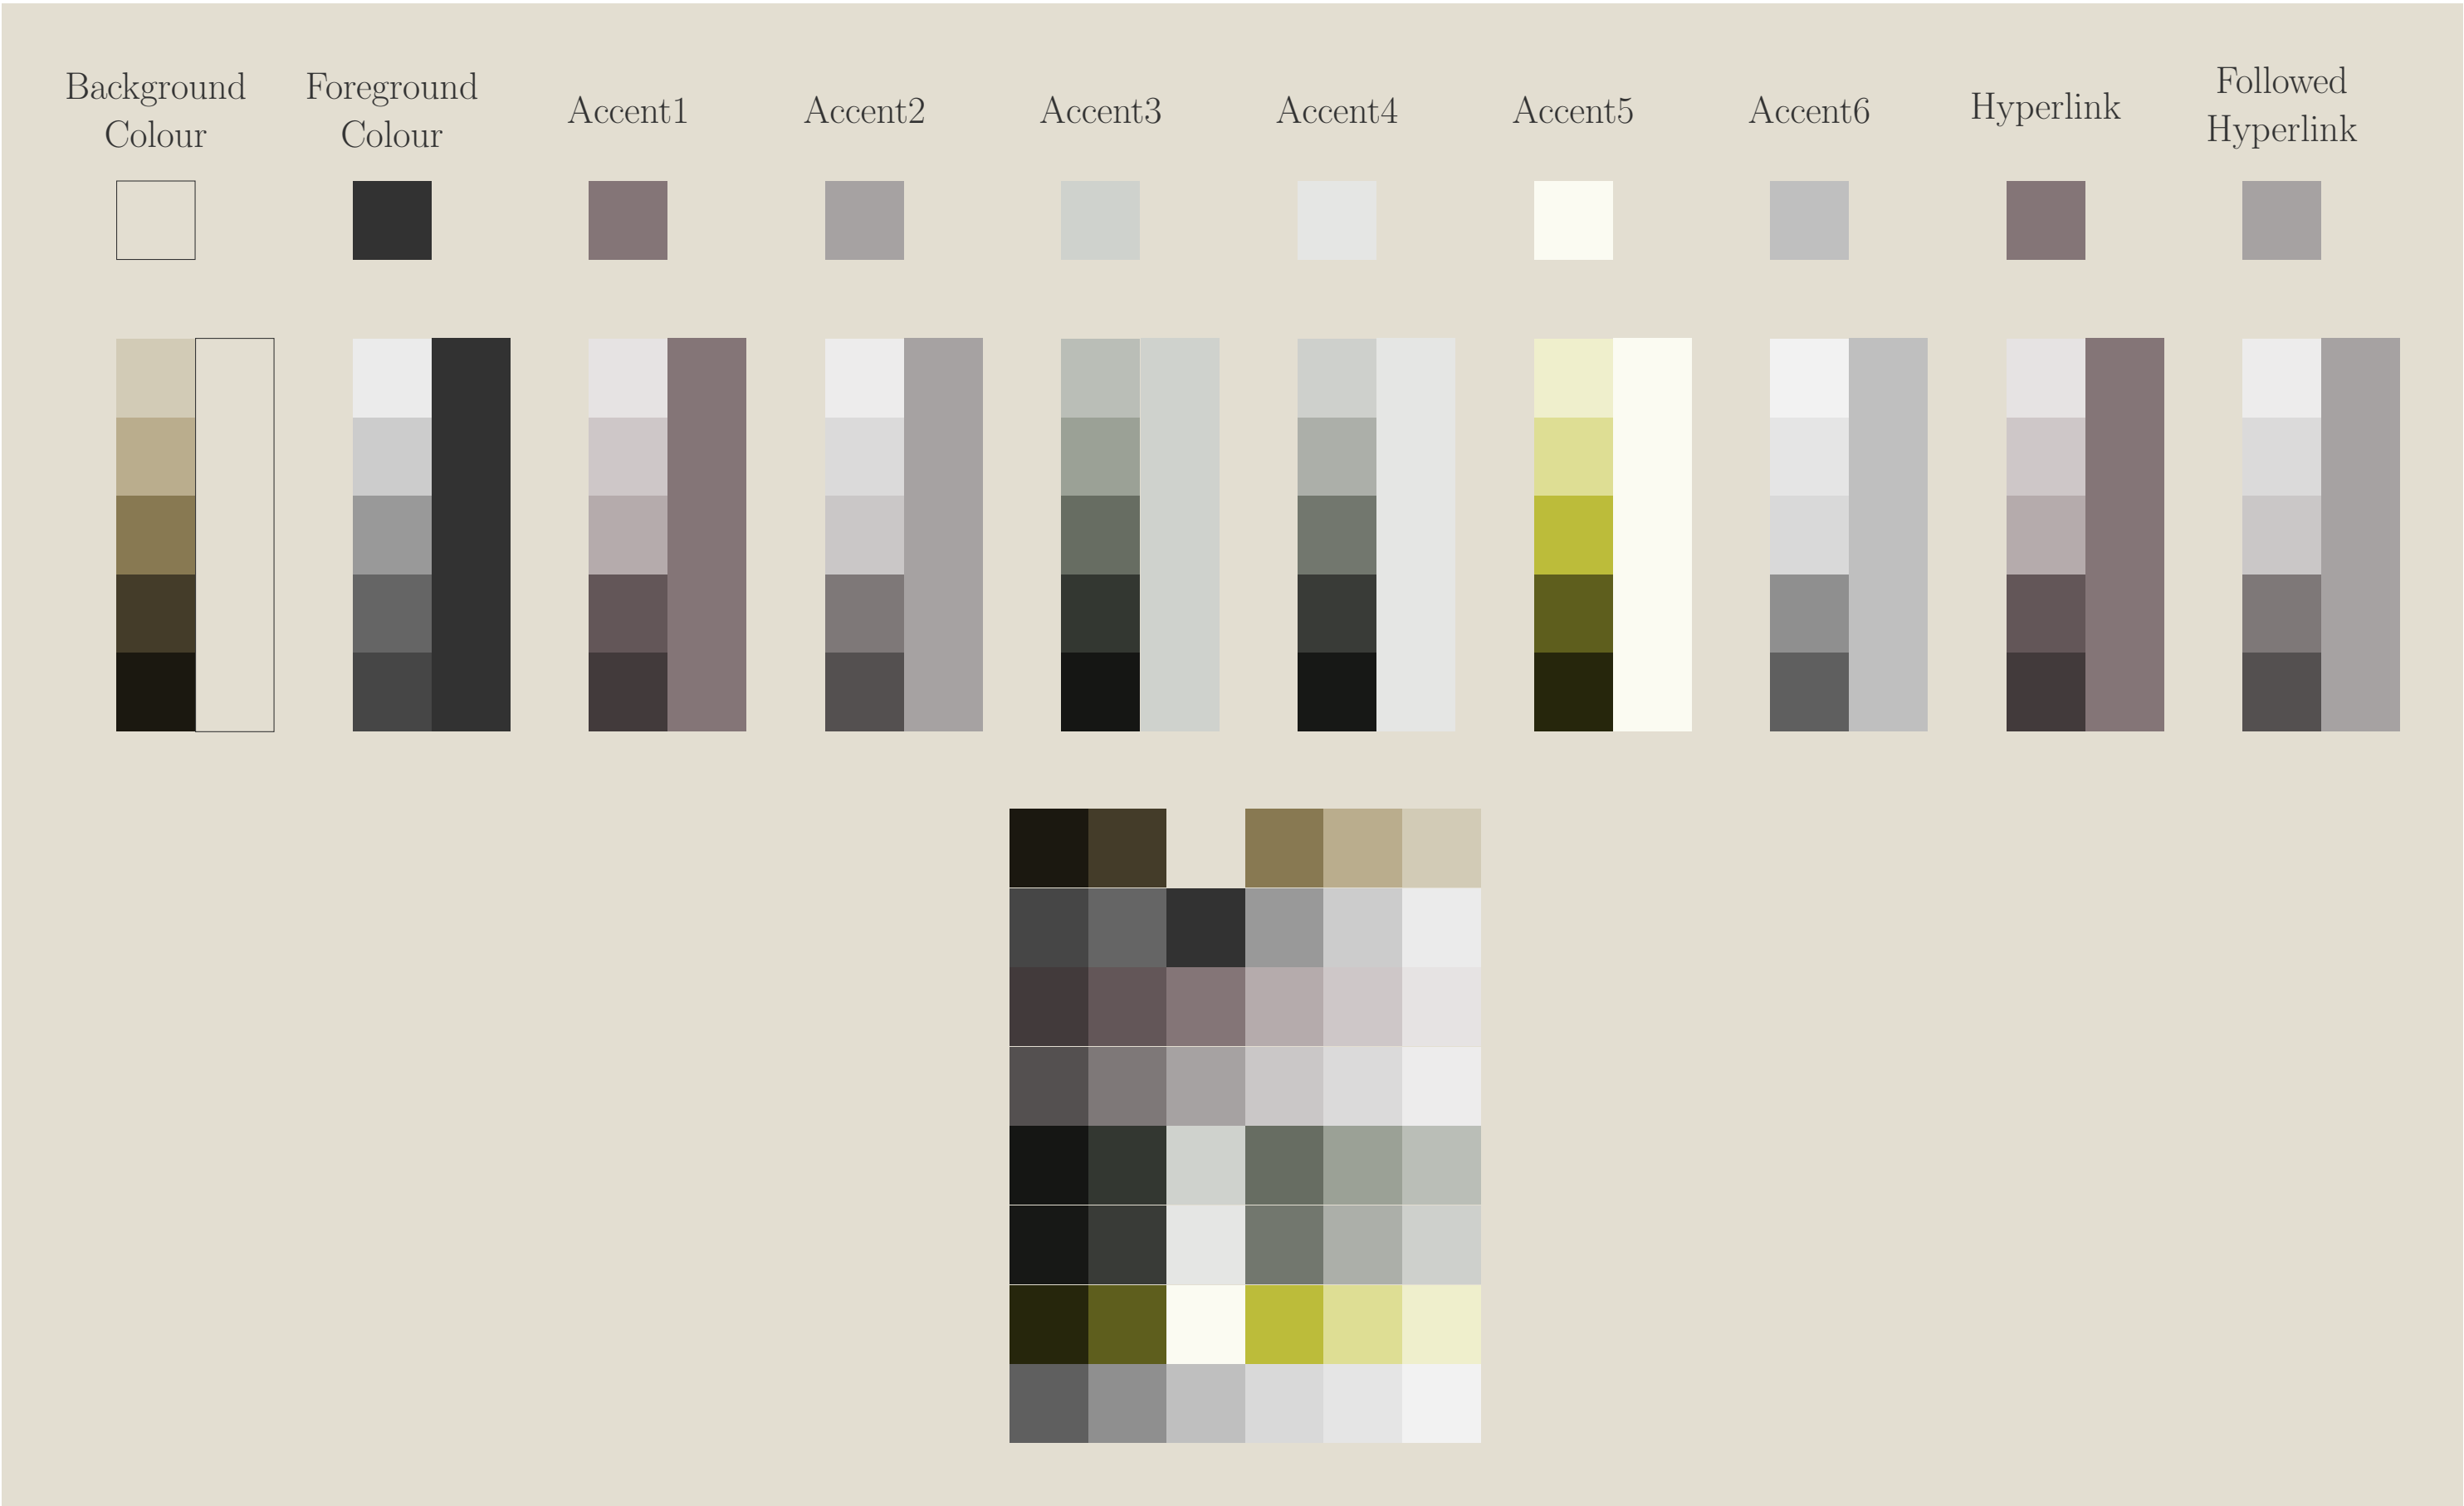 Background
Colour
Foreground
Colour
Accent1
Accent2
Accent3
Accent4
Accent5
Accent6
Hyperlink
Followed
Hyperlink